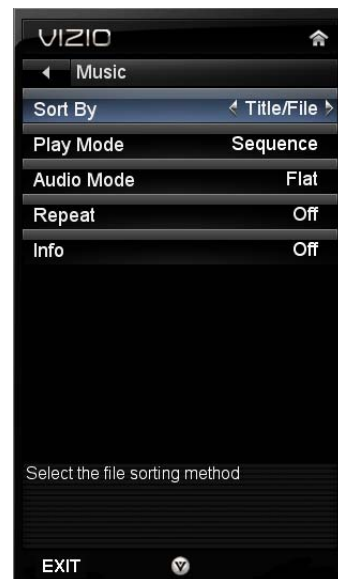 VIZIO
Music
Sort By Title/File
Play Mode Sequence
Audio Mode Flat
Repeat Off
Info Off
Select the file sorting method
EXIT V